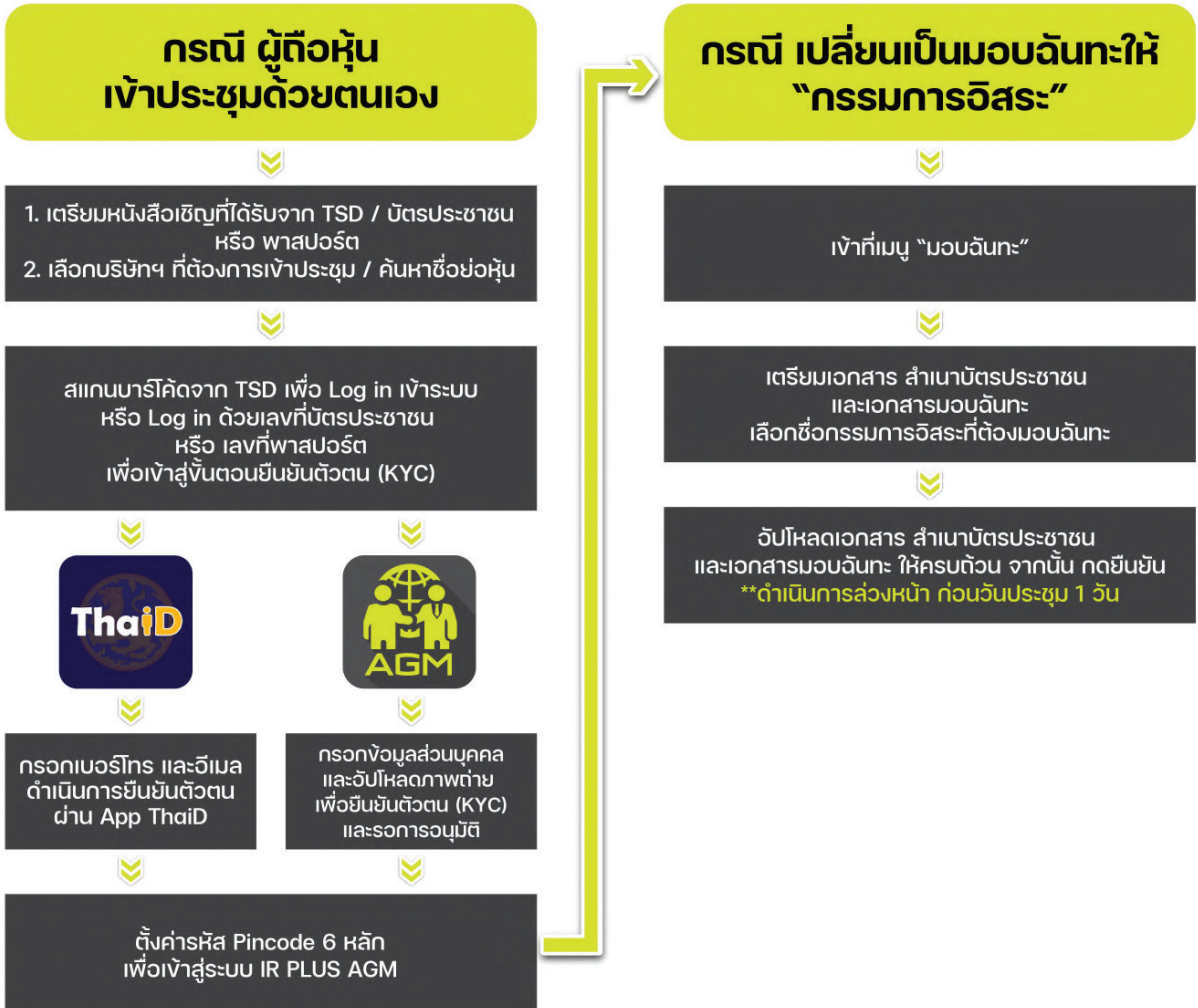 กรณี ผู้ถือหุ้น
เข้าประชุมด้วยตนเอง
1. เตรียมหนังสือเชิญที่ได้รับจาก TSD / บัตรประชาชน
หรือ พาสปอร์ต
2. เลือกบริษัทฯ ที่ต้องการเข้าประชุม / ค้นหาชื่อย่อหุ้น
สแกนบาร์โค้ดจาก TSD เพื่อ Log in เข้าระบบ
หรือ Log in ด้วยเลขที่บัตรประชาชน
หรือ เลขที่พาสปอร์ต
เพื่อเข้าสู่ขั้นตอนยืนยันตัวตน (KYC)
ThaiD
AGM
กรอกเบอร์โทร และอีเมล
ดำเนินการยืนยันตัวตน
ผ่าน App ThaiD
กรอกข้อมูลส่วนบุคคล
และอัปโหลดภาพถ่าย
เพื่อยืนยันตัวตน (KYC)
และรอการอนุมัติ
ตั้งค่ารหัส Pincode 6 หลัก
เพื่อเข้าสู่ระบบ IR PLUS AGM
กรณี เปลี่ยนเป็นมอบฉันทะให้
“กรรมการอิสระ”
เข้าที่เมนู “มอบฉันทะ”
เตรียมเอกสาร สำเนาบัตรประชาชน
และเอกสารมอบฉันทะ
เลือกชื่อกรรมการอิสระที่ต้องมอบฉันทะ
อัปโหลดเอกสาร สำเนาบัตรประชาชน
และเอกสารมอบฉันทะ ให้ครบถ้วน จากนั้น กดยืนยัน
**ดำเนินการล่วงหน้า ก่อนวันประชุม 1 วัน